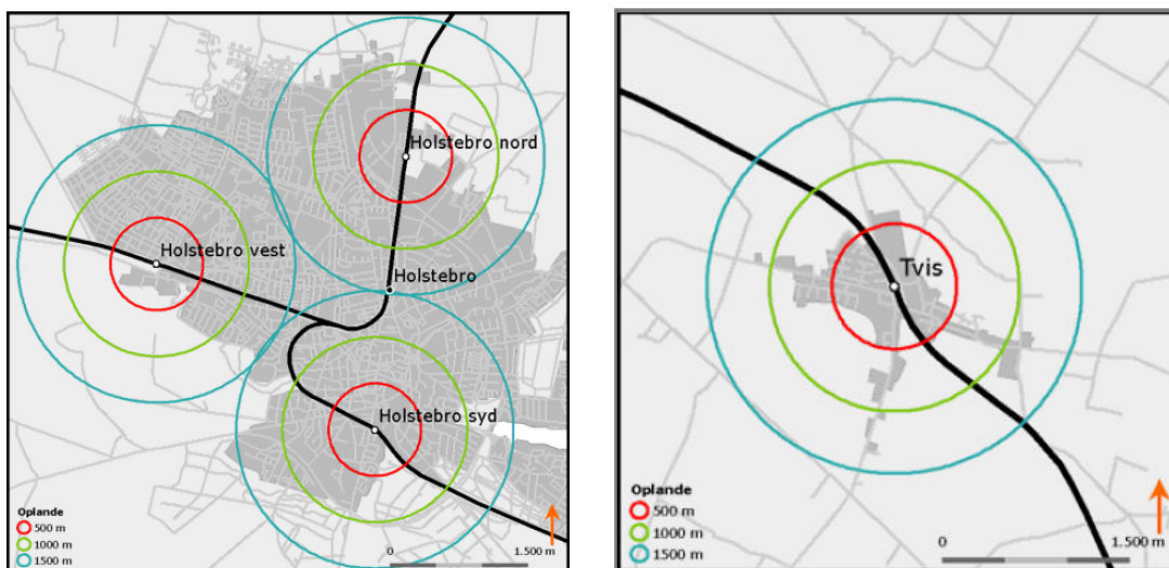 Holstebro nord
Holstebro vest
Holstebro
Holstebro syd
Oplande
500 m
1000 m
1500 m
0 1.500 m
Tvis
Oplande
500 m
1000 m
1500 m
0 1.500 m